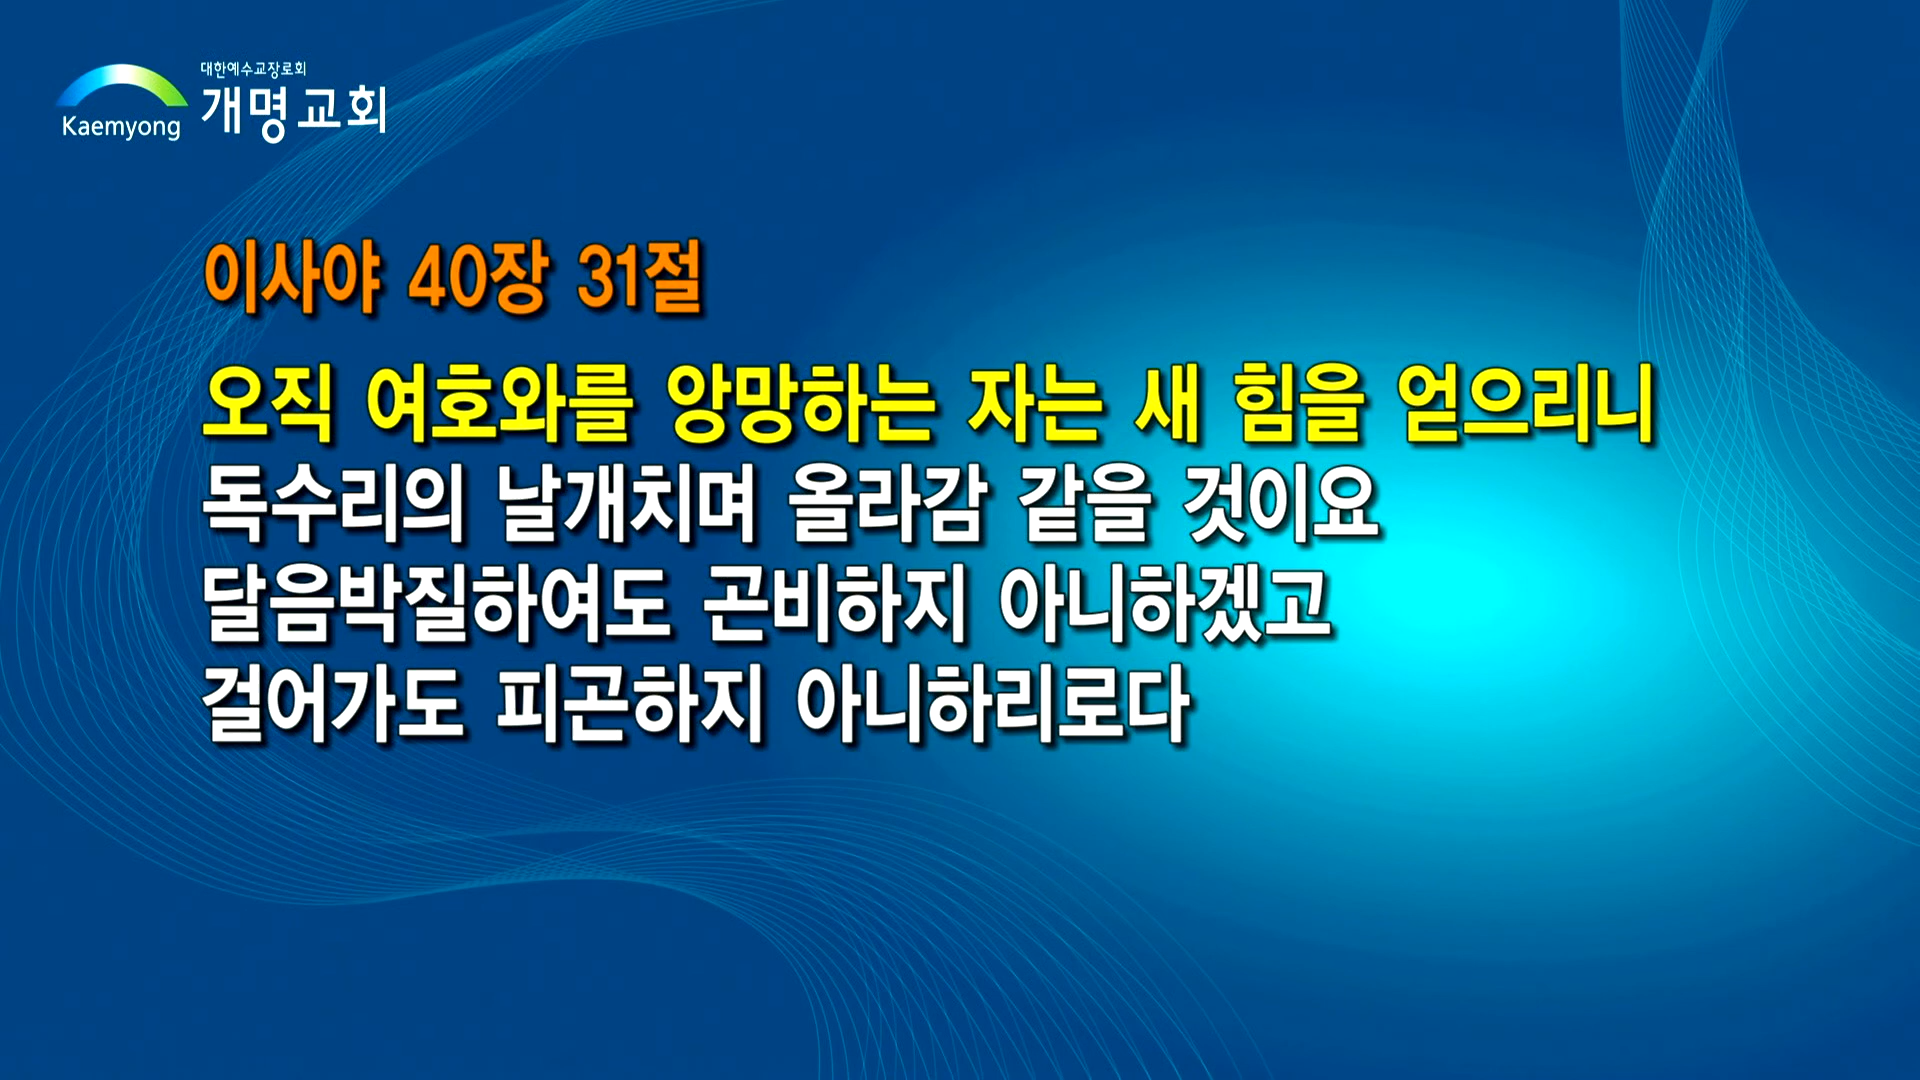 대한예수교장로회
개명교회
Kaemyong
이사야 40장 31절
오직 여호와를 앙망하는 자는 새 힘을 얻으리니
독수리의 날개치며 올라감 같을 것이요
달음박질하여도 곤비하지 아니하겠고
걸어가도 피곤하지 아니하리로다